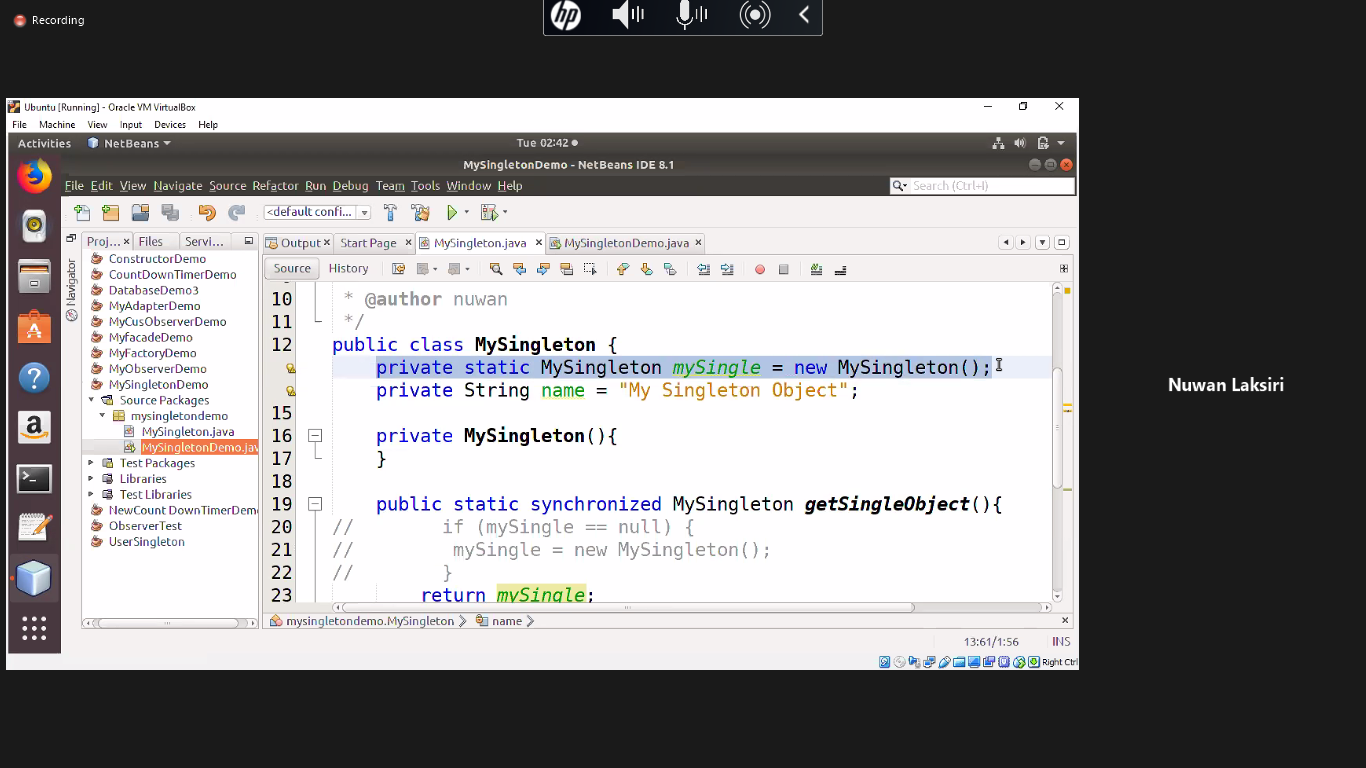 Recording
hp
Ubuntu [Running] - Oracle VM VirtualBox
File Machine View Input Devices Help
Activities NetBeans Tue 02:42
MySingletonDemo - NetBeans IDE 8.1
File Edit View Navigate Source Refactor Run Debug Team Tools Window Help
Search (Ctrl+I)
<default confi...
Proj... Files Servi...
Output Start Page MySingleton.java MySingletonDemo.java
Navigator
Source History
ConstructorDemo
CountDownTimerDemo
DatabaseDemo3
MyAdapterDemo
MyCusObserverDemo
MyfacadeDemo
MyFactoryDemo
MyObserverDemo
MySingletonDemo
Source Packages
mysingletondemo
MySingleton.java
MySingletonDemo.jav
Test Packages
Libraries
Test Libraries
NewCount DownTimerDem
ObserverTest
UserSingleton
10 * @author nuwan
11 */
12 public class MySingleton {
private static MySingleton mySingle = new MySingleton();
private String name = "My Singleton Object";
15
16 private MySingleton(){
17 }
18
19 public static synchronized MySingleton getSingleObject(){
20 // if (mySingle == null) {
21 // mySingle = new MySingleton();
22 // }
23 return mySingle;
mysingletondemo.MySingleton name
13:61/1:56 INS
Right Ctrl
Nuwan Laksiri